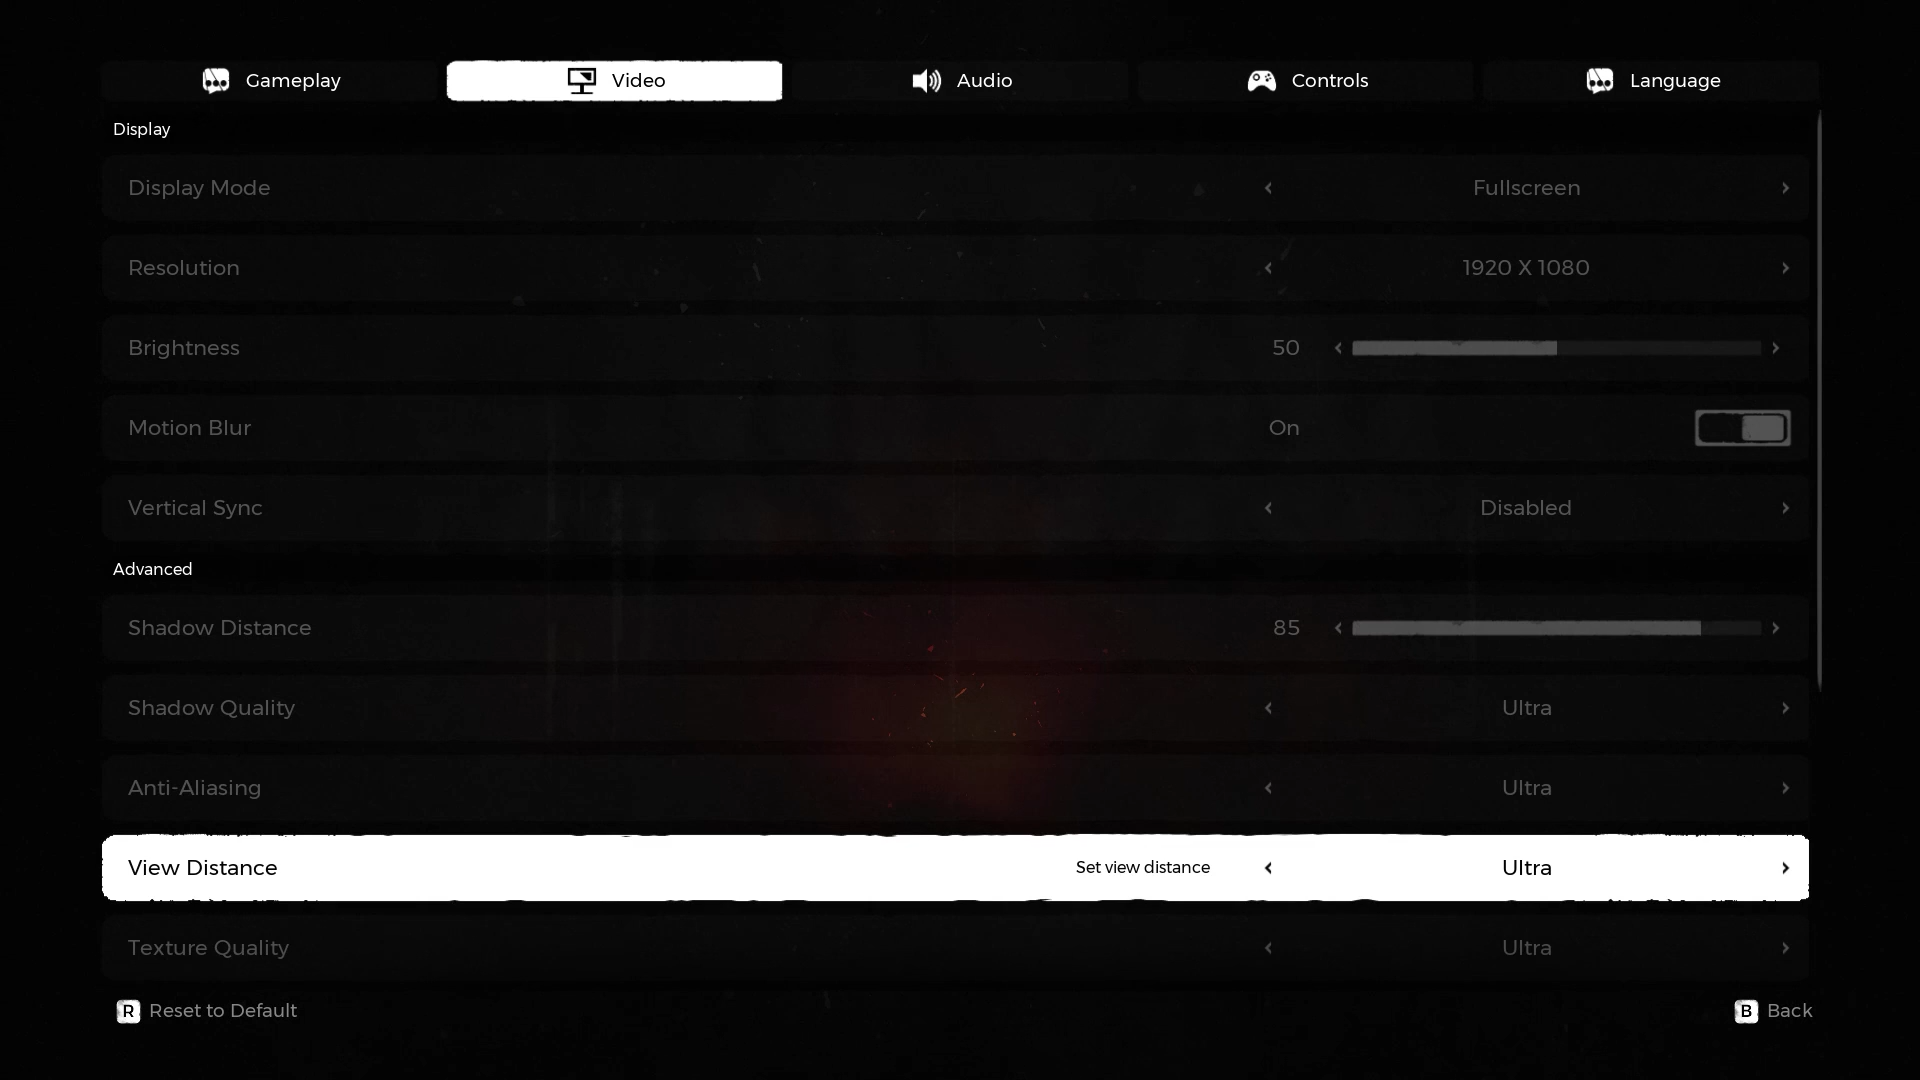 Gameplay
Video
Audio
Controls
Language
Display
Display Mode Fullscreen
Resolution 1920 X 1080
Brightness 50
Motion Blur On
Vertical Sync Disabled
Advanced
Shadow Distance 85
Shadow Quality Ultra
Anti-Aliasing Ultra
View Distance Set view distance Ultra
Texture Quality Ultra
R Reset to Default
B Back